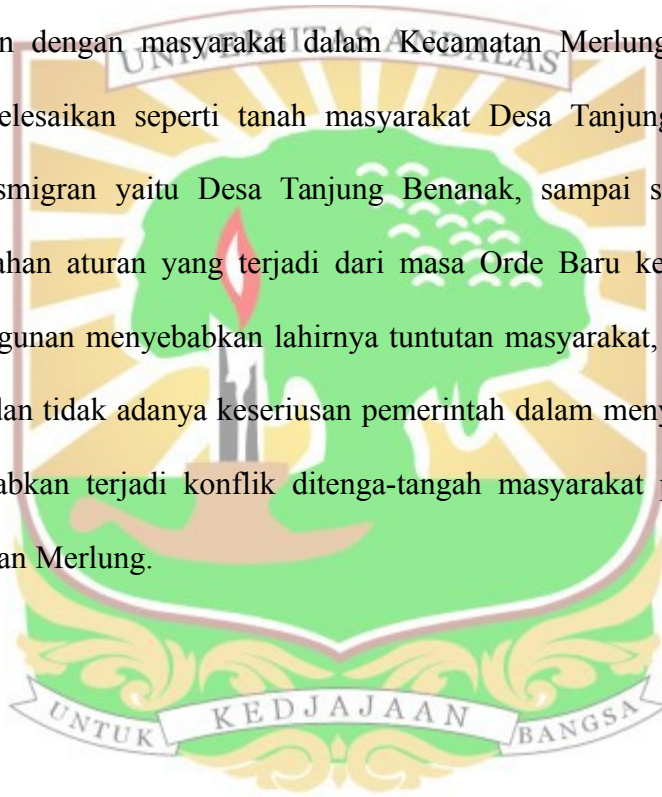 n dengan masyarakat dalam Kecamatan Merlung
UNIVERSITAS ANDALAS
elesaikan seperti tanah masyarakat Desa Tanjung
smigran yaitu Desa Tanjung Benanak, sampai s
ahan aturan yang terjadi dari masa Orde Baru ke
gunan menyebabkan lahirnya tuntutan masyarakat,
lan tidak adanya keseriusan pemerintah dalam meny
abkan terjadi konflik ditenga-tangah masyarakat p
an Merlung.
UNTUK KEDJAJAAN BANGSA